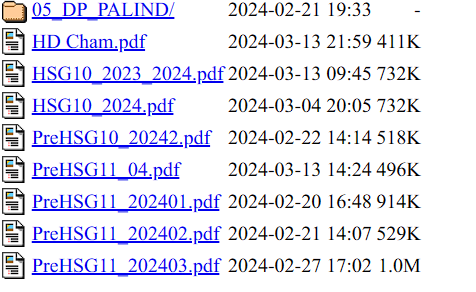 05_DP_PALIND/ 2024-02-21 19:33 -
HD Cham.pdf 2024-03-13 21:59 411K
HSG10_2023_2024.pdf 2024-03-13 09:45 732K
HSG10_2024.pdf 2024-03-04 20:05 732K
PreHSG10_20242.pdf 2024-02-22 14:14 518K
PreHSG11_04.pdf 2024-03-13 14:24 496K
PreHSG11_202401.pdf 2024-02-20 16:48 914K
PreHSG11_202402.pdf 2024-02-21 14:07 529K
PreHSG11_202403.pdf 2024-02-27 17:02 1.0M